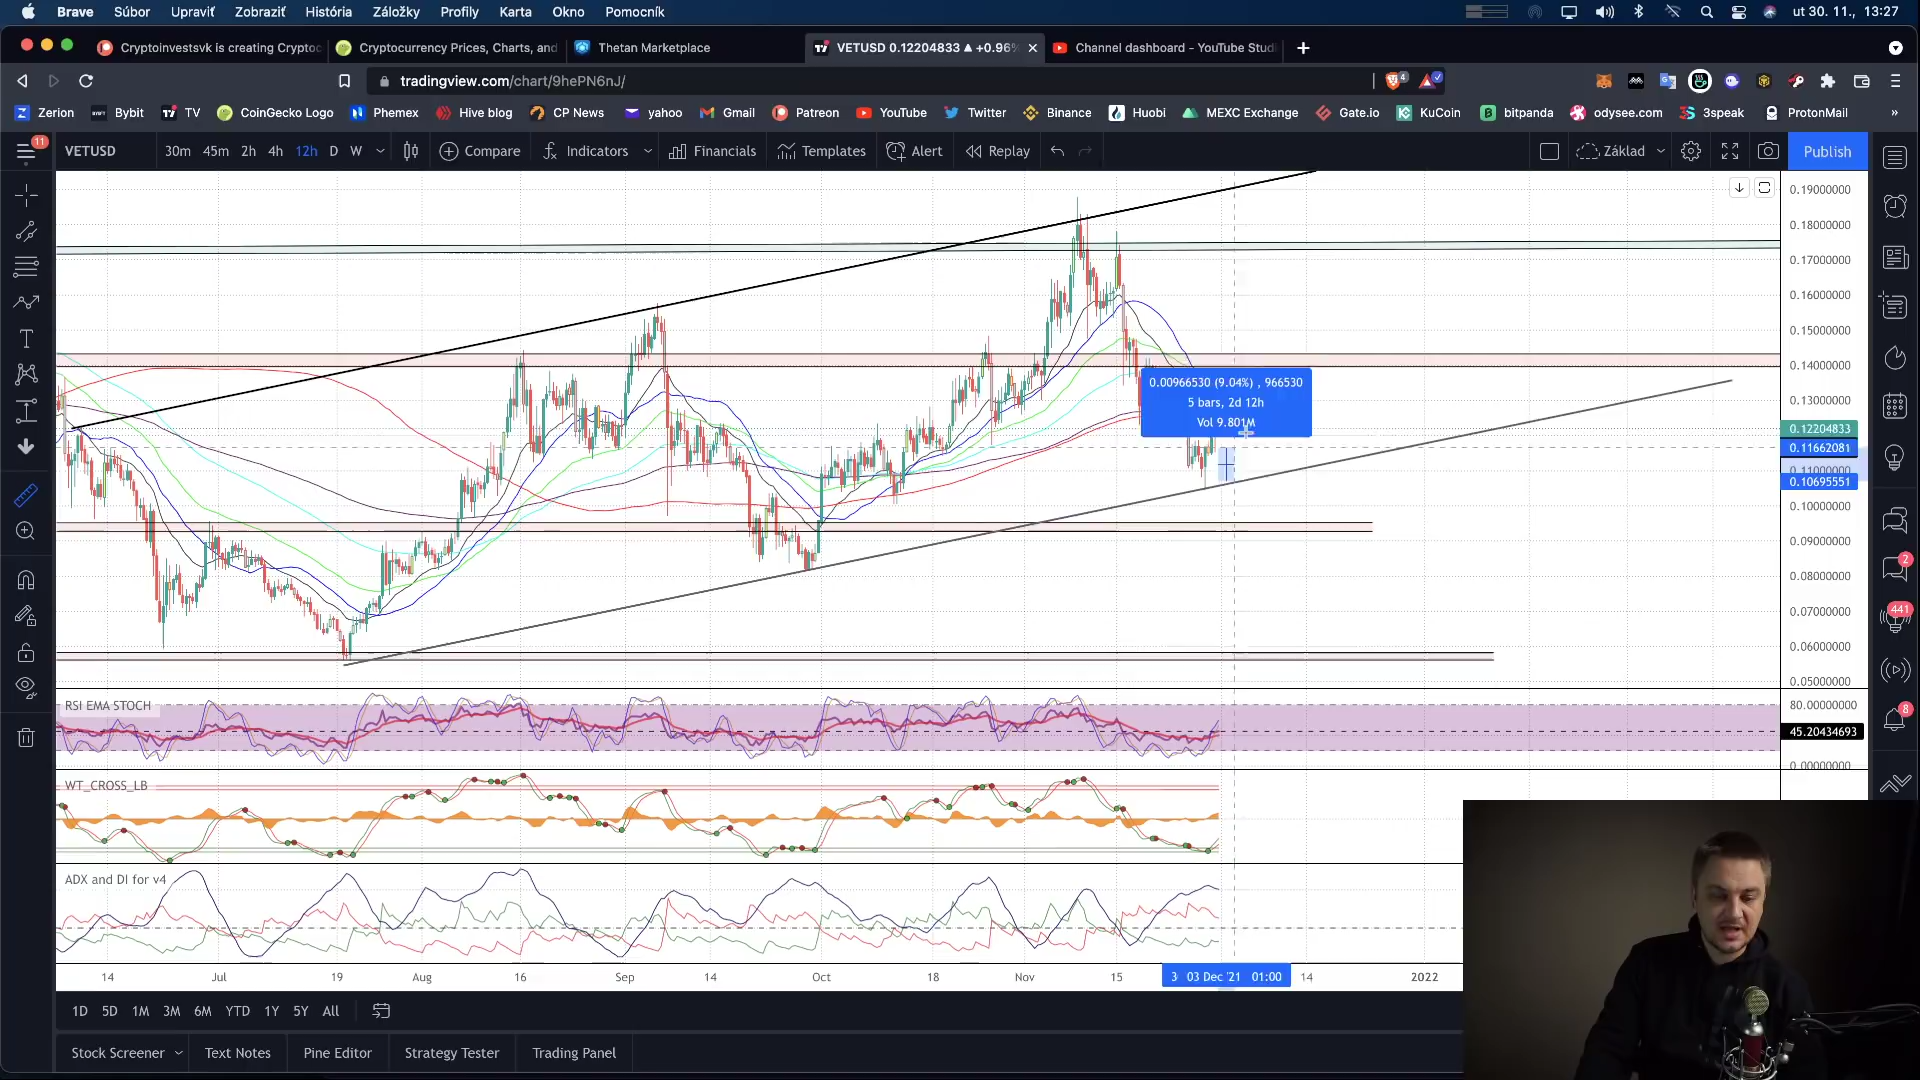 Brave Súbor Upraviť Zobraziť História Záložky Profily Karta Okno Pomocník ut 30. 11., 13:27
Cryptoinvestsvk is creating Cryptoc Cryptocurrency Prices, Charts, and Thetan Marketplace VETUSD 0.12204833 ▲ +0.96% Channel dashboard - YouTube Studi
tradingview.com/chart/9hePN6nJ/ 4
Zerion Bybit TV CoinGecko Logo Phemex Hive blog CP News yahoo Gmail Patreon YouTube Twitter Binance Huobi MEXC Exchange Gate.io KuCoin bitpanda odysee.com 3speak ProtonMail »
11 VETUSD 30m 45m 2h 4h 12h D W Compare Indicators Financials Templates Alert Replay Základ Publish
0.19000000
0.18000000
0.17000000
0.16000000
0.15000000
0.14000000
0.13000000
0.12204833
0.11662081
0.11000000
0.10695551
0.10000000
0.09000000
0.08000000
0.07000000
0.06000000
0.05000000
0.00966530 (9.04%) , 966530
5 bars, 2d 12h
Vol 9.801M
2
441
8
RSI EMA STOCH
80.00000000
45.20434693
0.00000000
WT_CROSS_LB
ADX and DI for v4
14 Jul 19 Aug 16 Sep 14 Oct 18 Nov 15 03 Dec '21 01:00 14 2022
1D 5D 1M 3M 6M YTD 1Y 5Y All
Stock Screener Text Notes Pine Editor Strategy Tester Trading Panel